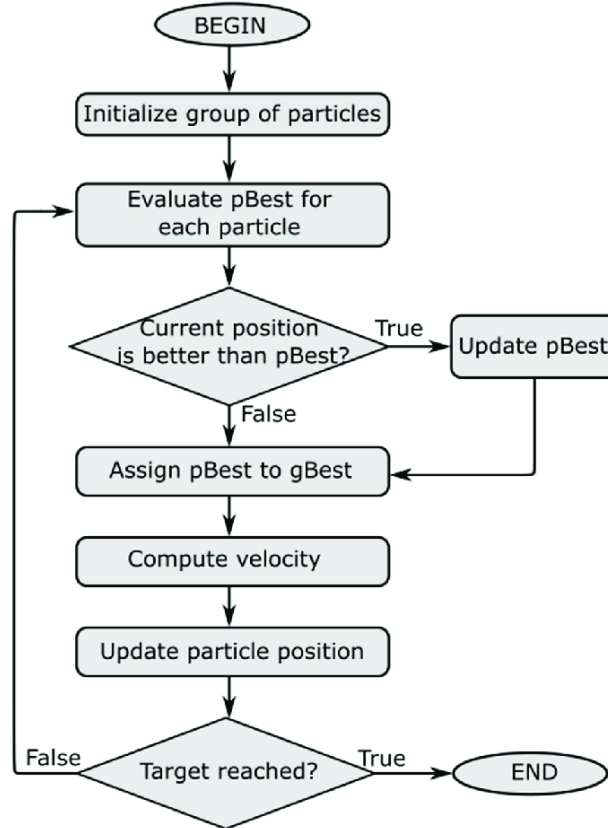 BEGIN
Initialize group of particles
Evaluate pBest for
each particle
Current position
is better than pBest?
True
Update pBest
False
Assign pBest to gBest
Compute velocity
Update particle position
False
Target reached?
True
END